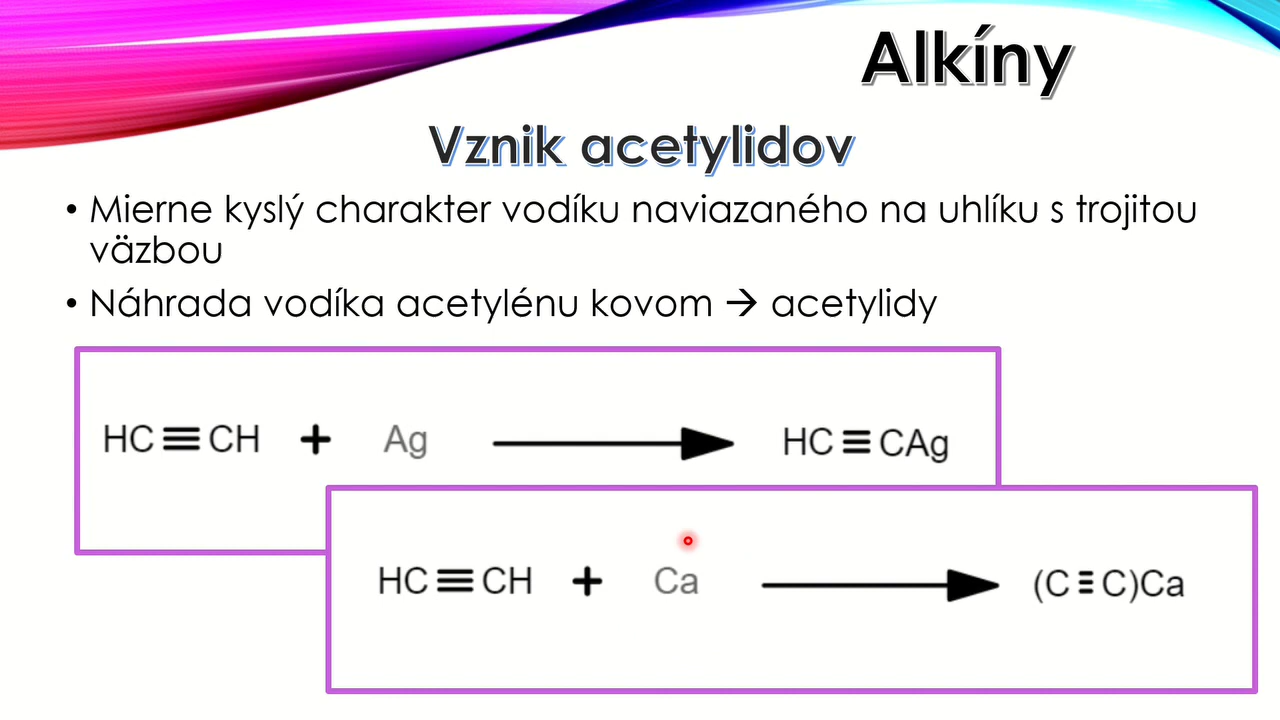 Alkíny
Vznik acetylidov
• Mierne kyslý charakter vodíku naviazaného na uhlíku s trojitou
väzbou
• Náhrada vodíka acetylénu kovom → acetylidy
HC≡CH + Ag → HC≡CAg
HC≡CH + Ca → (C≡C)Ca